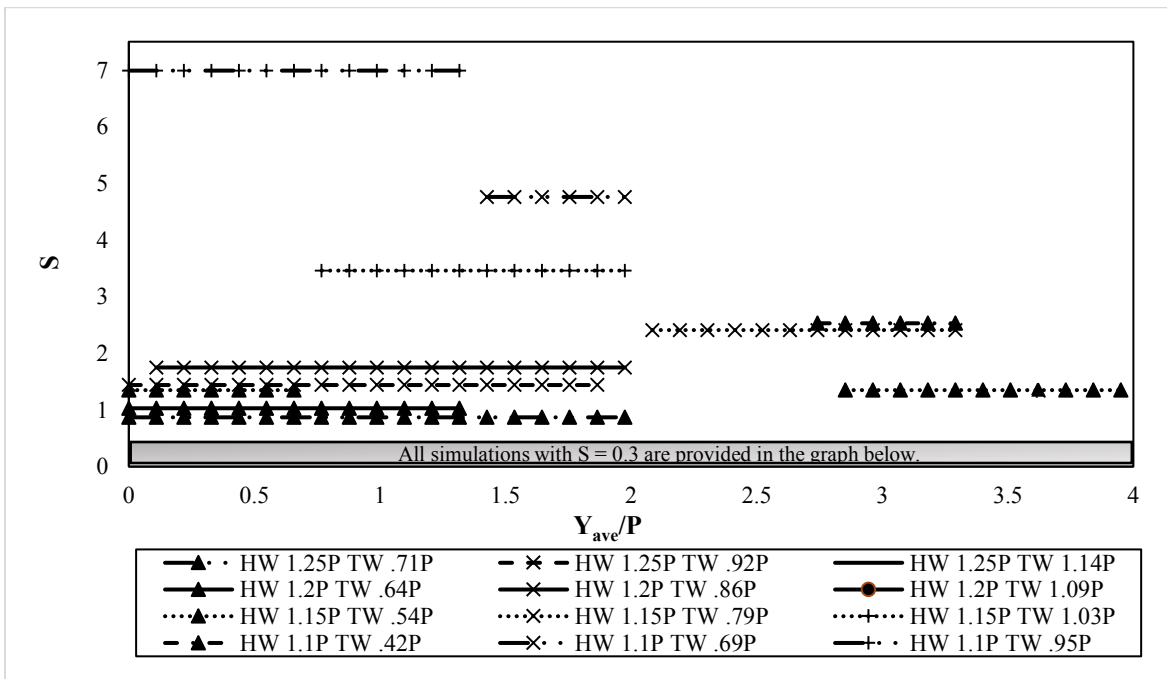 7
6
5
4
3
2
1
0
S
All simulations with S = 0.3 are provided in the graph below.
0 0.5 1 1.5 2 2.5 3 3.5 4
Yave/P
HW 1.25P TW .71P HW 1.25P TW .92P HW 1.25P TW 1.14P
HW 1.2P TW .64P HW 1.2P TW .86P HW 1.2P TW 1.09P
HW 1.15P TW .54P HW 1.15P TW .79P HW 1.15P TW 1.03P
HW 1.1P TW .42P HW 1.1P TW .69P HW 1.1P TW .95P